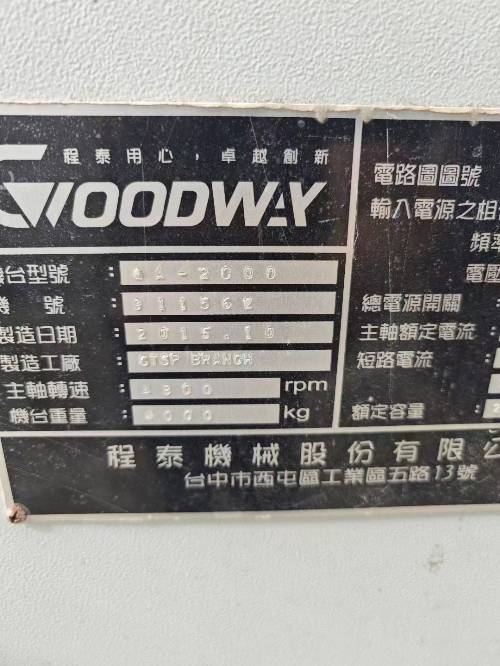 程泰用心，卓越創新
GOODWAY
機台型號 : GA-2000
機 號 :
製造日期 : 2015.10
製造工廠 : CTSP BRANCH
主軸轉速 : rpm
機台重量 : kg
程泰機械股份有限公
台中市西屯區工業區五路13號
電路圖圖號
輸入電源之相
頻率
電壓
總電源開關
主軸額定電流 :
短路電流 :
額定容量 :